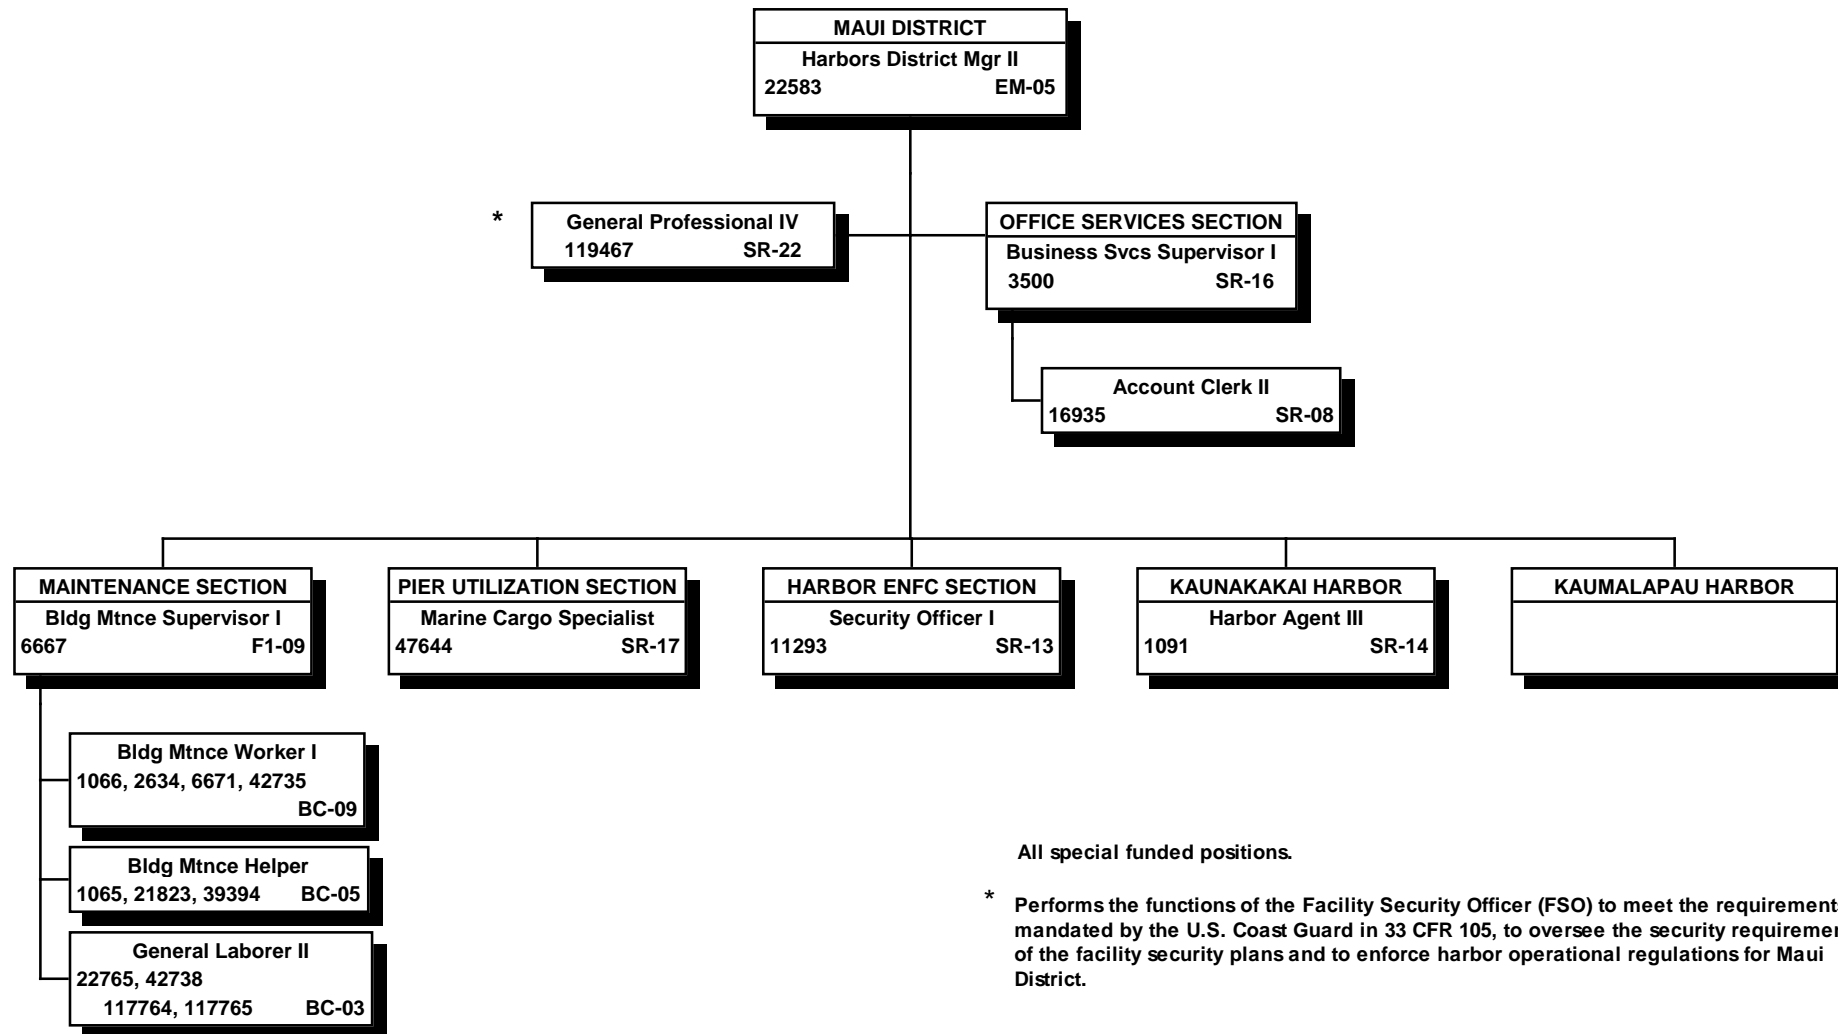 MAUI DISTRICT
Harbors District Mgr II
22583 EM-05
* General Professional IV
119467 SR-22
OFFICE SERVICES SECTION
Business Svcs Supervisor I
3500 SR-16
Account Clerk II
16935 SR-08
MAINTENANCE SECTION
Bldg Mtnce Supervisor I
6667 F1-09
PIER UTILIZATION SECTION
Marine Cargo Specialist
47644 SR-17
HARBOR ENFC SECTION
Security Officer I
11293 SR-13
KAUNAKAKAI HARBOR
Harbor Agent III
1091 SR-14
KAUMALAPAU HARBOR
Bldg Mtnce Worker I
1066, 2634, 6671, 42735
BC-09
Bldg Mtnce Helper
1065, 21823, 39394 BC-05
General Laborer II
22765, 42738
117764, 117765 BC-03
All special funded positions.
* Performs the functions of the Facility Security Officer (FSO) to meet the
mandated by the U.S. Coast Guard in 33 CFR 105, to oversee the security
of the facility security plans and to enforce harbor operational regulations for Maui
District.